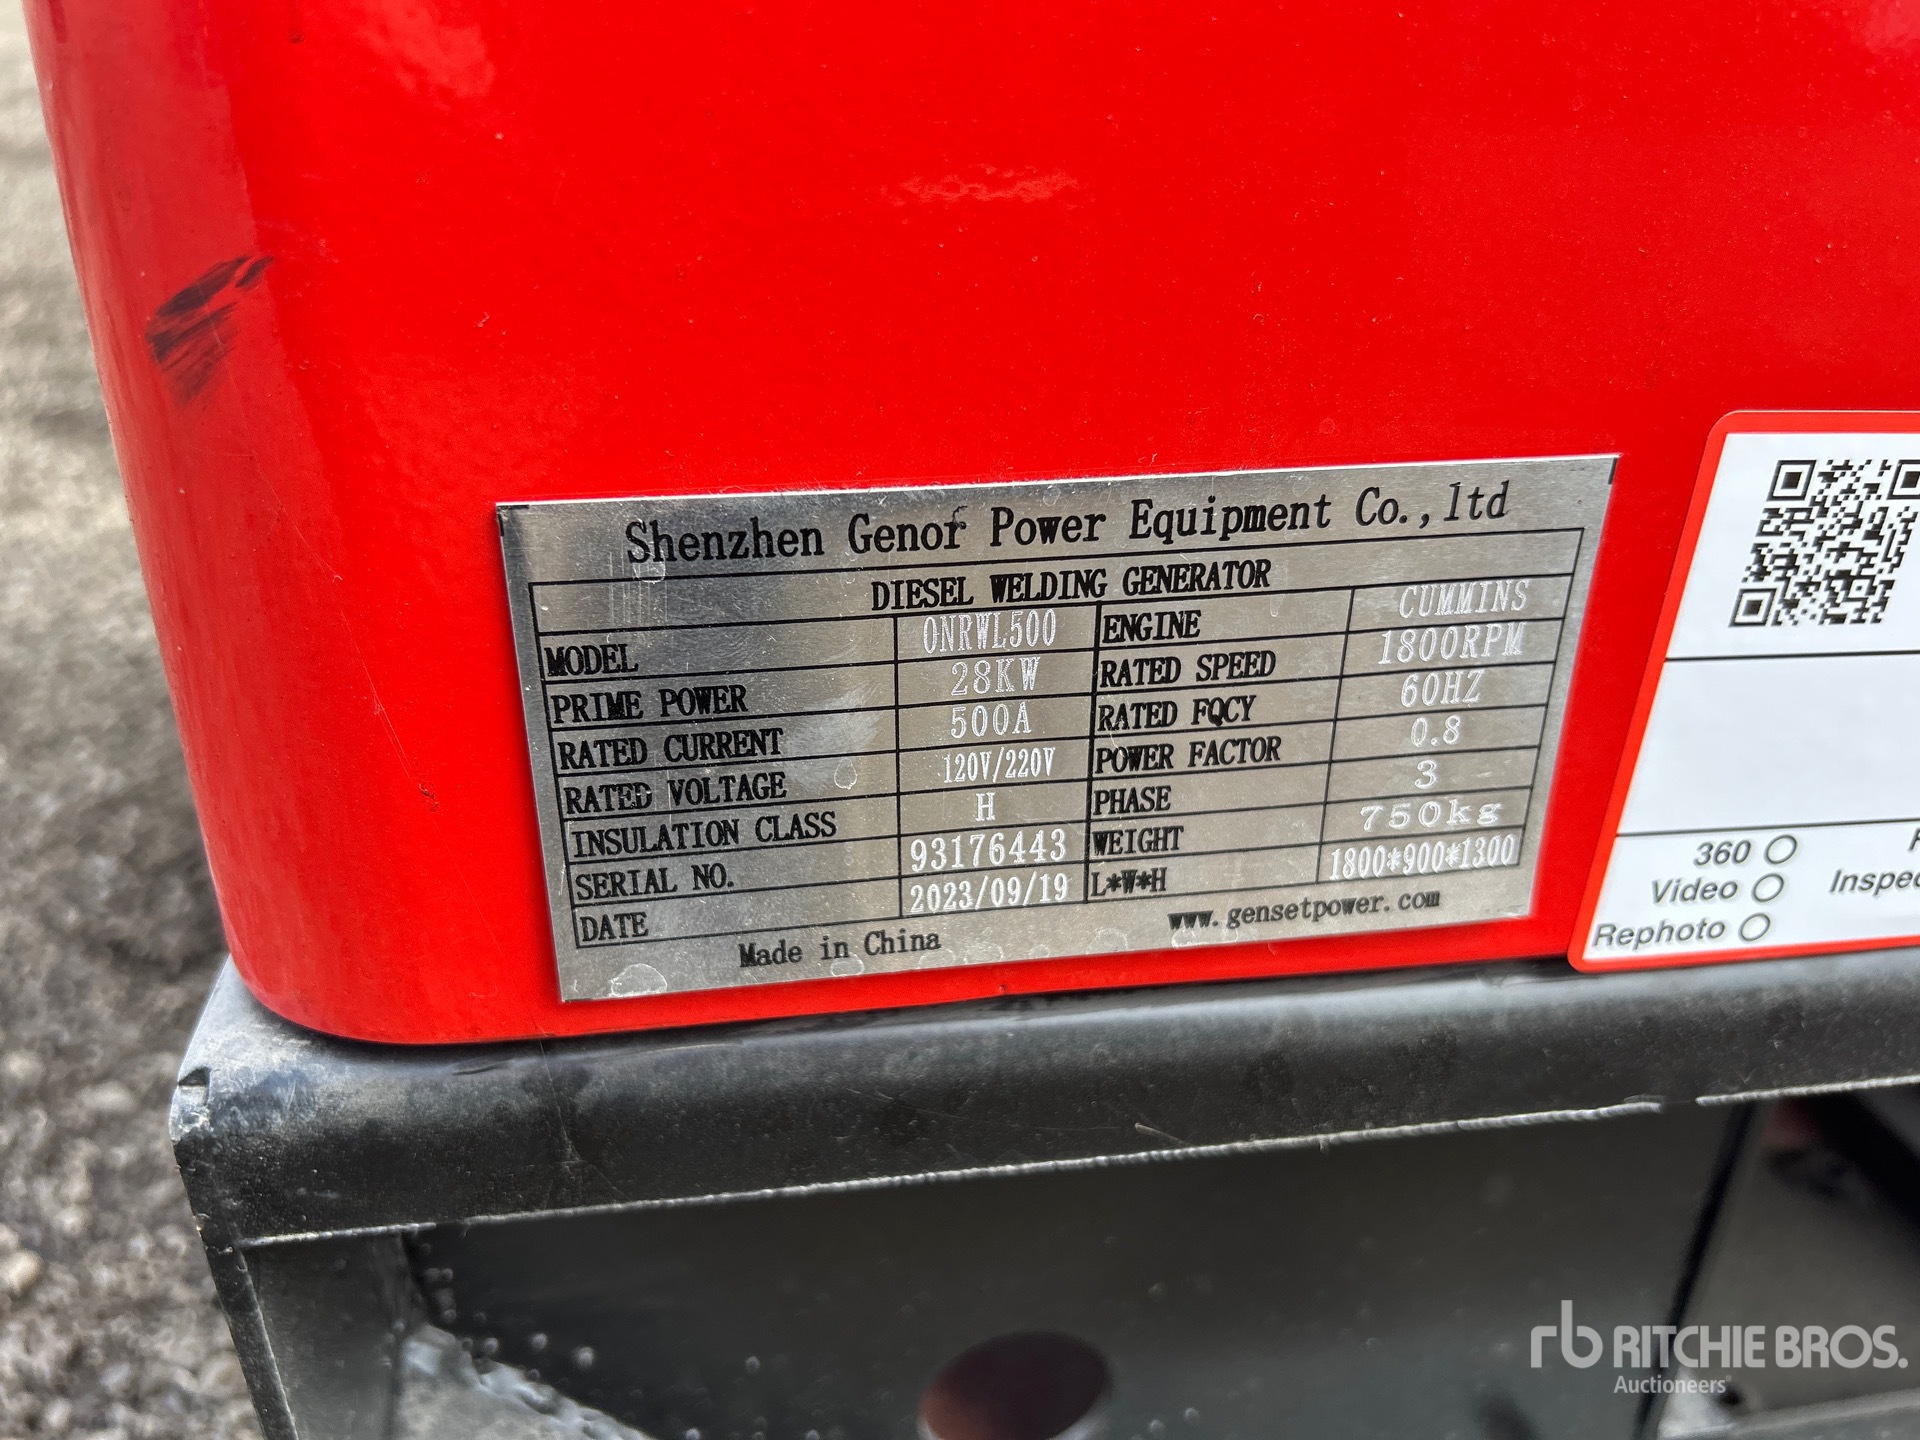 Shenzhen Genor Power Equipment Co.,ltd
DIESEL WELDING GENERATOR
MODEL ONRWL500 ENGINE CUMMINS
PRIME POWER 28KW RATED SPEED 1800RPM
RATED CURRENT 500A RATED FQCY 60HZ
RATED VOLTAGE 120V/220V POWER FACTOR 0.8
INSULATION CLASS H PHASE 3
SERIAL NO. 93176443 WEIGHT 750kg
DATE 2023/09/19 L*W*H 1800*900*1300
Made in China www.gensetpower.com
360
Video
Rephoto
rb RITCHIE BROS.
Auctioneers